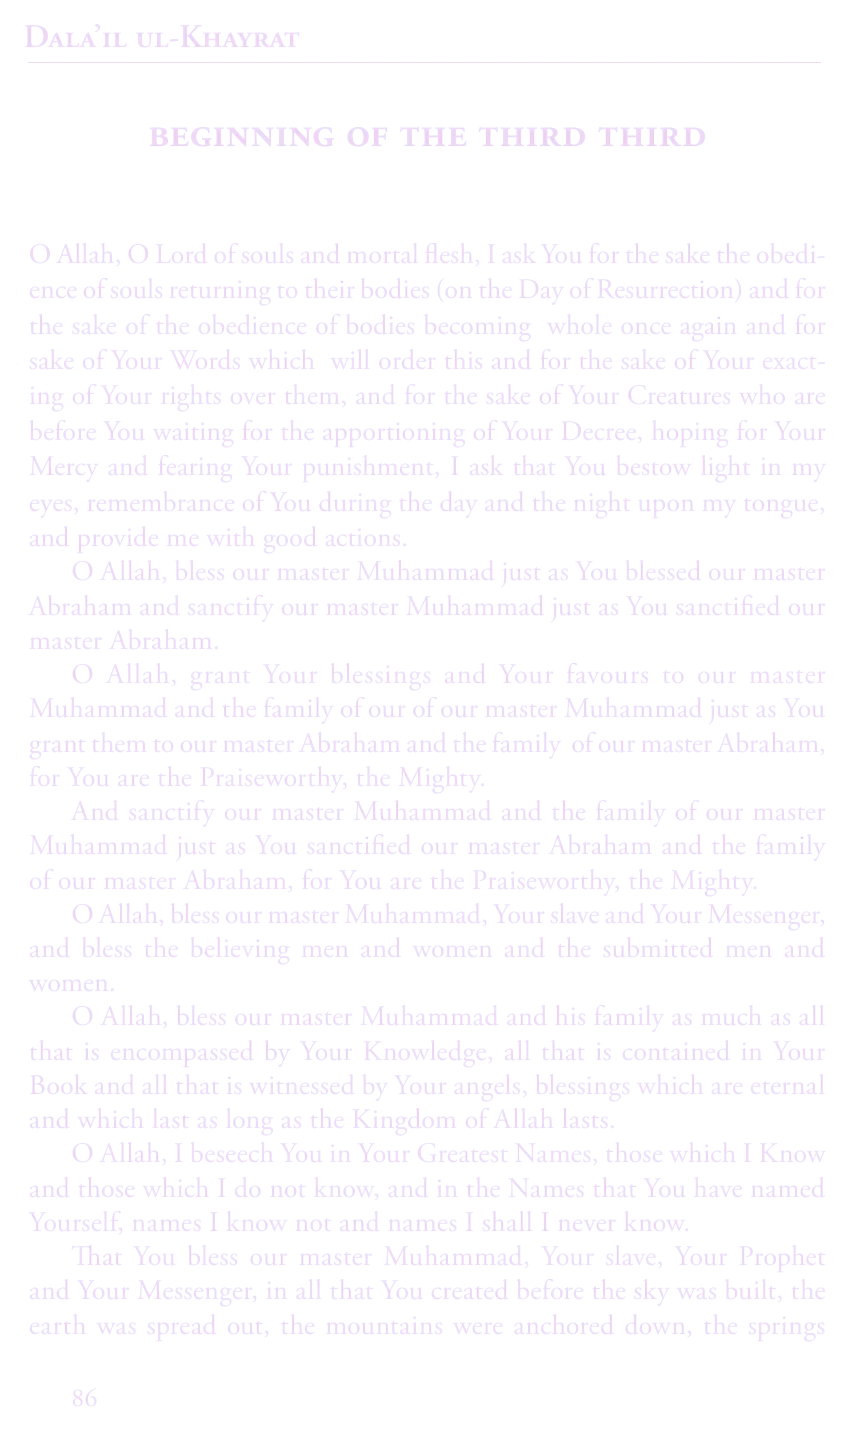 Dala’il ul-Khayrat
BEGINNING OF THE THIRD THIRD
O Allah, O Lord of souls and mortal flesh, I ask You for the sake the obedi-
ence of souls returning to their bodies (on the Day of Resurrection) and for
the sake of the obedience of bodies becoming whole once again and for
sake of Your Words which will order this and for the sake of Your exact-
ing of Your rights over them, and for the sake of Your Creatures who are
before You waiting for the apportioning of Your Decree, hoping for Your
Mercy and fearing Your punishment, I ask that You bestow light in my
eyes, remembrance of You during the day and the night upon my tongue,
and provide me with good actions.
O Allah, bless our master Muhammad just as You blessed our master
Abraham and sanctify our master Muhammad just as You sanctified our
master Abraham.
O Allah, grant Your blessings and Your favours to our master
Muhammad and the family of our of our master Muhammad just as You
grant them to our master Abraham and the family of our master Abraham,
for You are the Praiseworthy, the Mighty.
And sanctify our master Muhammad and the family of our master
Muhammad just as You sanctified our master Abraham and the family
of our master Abraham, for You are the Praiseworthy, the Mighty.
O Allah, bless our master Muhammad, Your slave and Your Messenger,
and bless the believing men and women and the submitted men and
women.
O Allah, bless our master Muhammad and his family as much as all
that is encompassed by Your Knowledge, all that is contained in Your
Book and all that is witnessed by Your angels, blessings which are eternal
and which last as long as the Kingdom of Allah lasts.
O Allah, I beseech You in Your Greatest Names, those which I Know
and those which I do not know, and in the Names that You have named
Yourself, names I know not and names I shall I never know.
That You bless our master Muhammad, Your slave, Your Prophet
and Your Messenger, in all that You created before the sky was built, the
earth was spread out, the mountains were anchored down, the springs
86